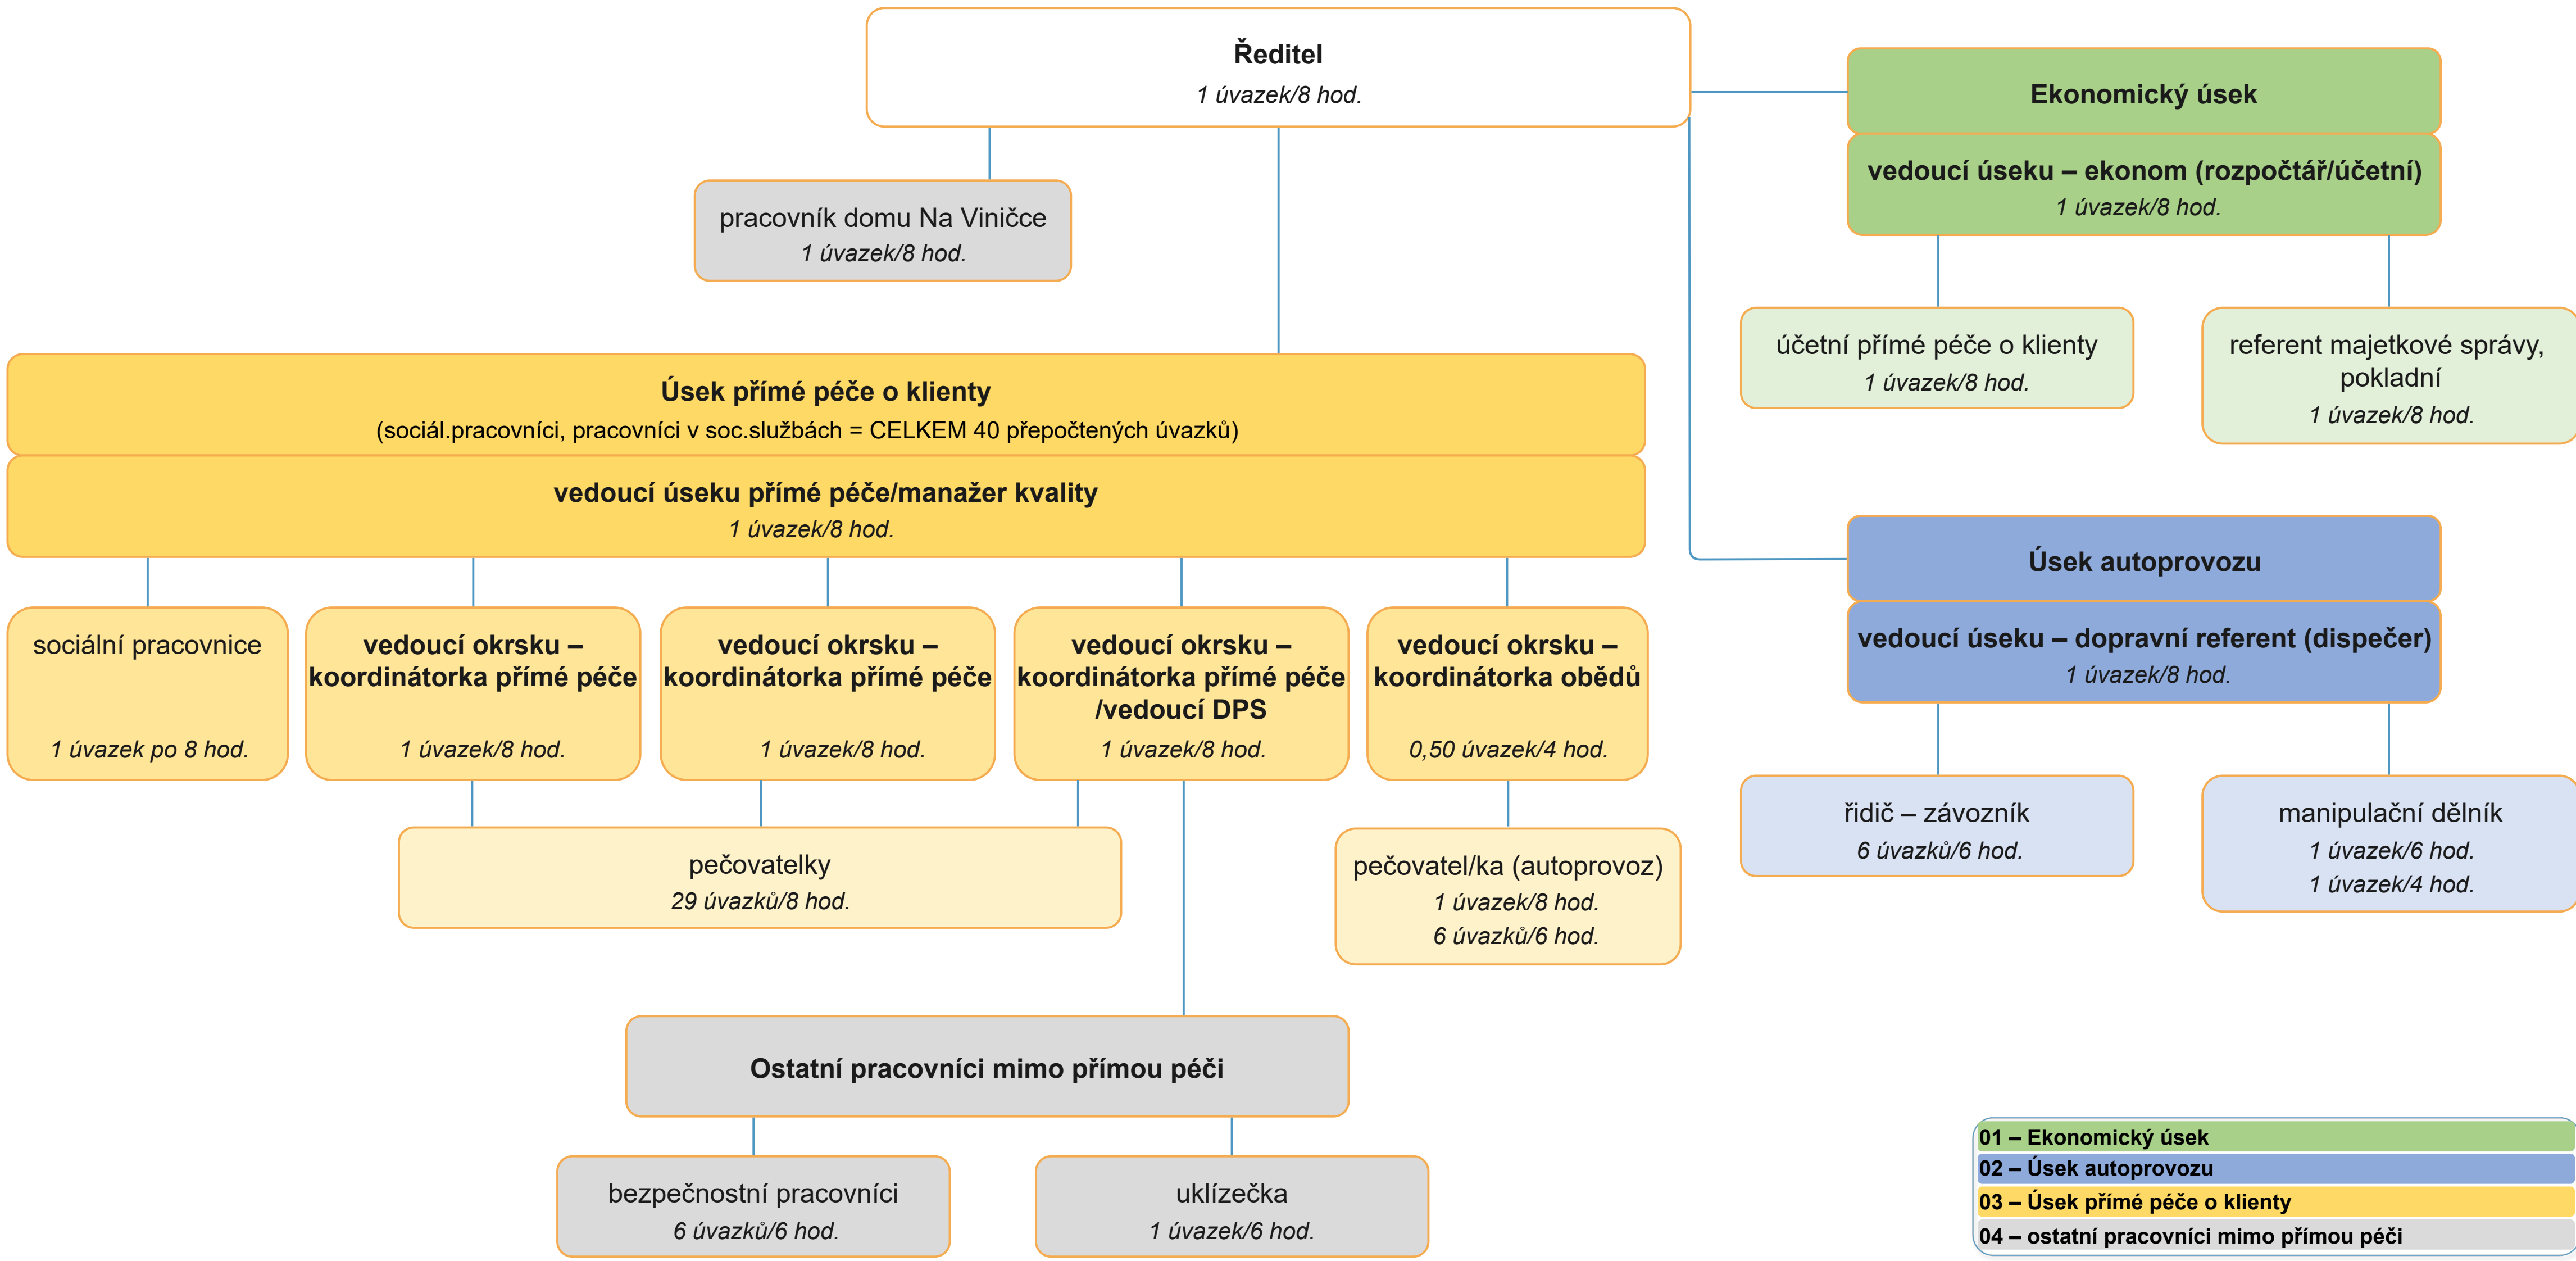 Ředitel
1 úvazek/8 hod.
Ekonomický úsek
vedoucí úseku – ekonom (rozpočtář/účetní)
1 úvazek/8 hod.
pracovník domu Na Viničce
1 úvazek/8 hod.
účetní přímé péče o klienty
1 úvazek/8 hod.
referent majetkové správy,
pokladní
1 úvazek/8 hod.
Úsek přímé péče o klienty
(sociál.pracovníci, pracovníci v soc.službách = CELKEM 40 přepočtených úvazků)
vedoucí úseku přímé péče/manažer kvality
1 úvazek/8 hod.
Úsek autoprovozu
vedoucí úseku – dopravní referent (dispečer)
1 úvazek/8 hod.
sociální pracovnice
1 úvazek po 8 hod.
vedoucí okrsku –
koordinátorka přímé péče
1 úvazek/8 hod.
vedoucí okrsku –
koordinátorka přímé péče
1 úvazek/8 hod.
vedoucí okrsku –
koordinátorka přímé péče
/vedoucí DPS
1 úvazek/8 hod.
vedoucí okrsku –
koordinátorka obědů
0,50 úvazek/4 hod.
řidič – závozník
6 úvazků/6 hod.
manipulační dělník
1 úvazek/6 hod.
1 úvazek/4 hod.
pečovatelky
29 úvazků/8 hod.
pečovatel/ka (autoprovoz)
1 úvazek/8 hod.
6 úvazků/6 hod.
Ostatní pracovníci mimo přímou péči
bezpečnostní pracovníci
6 úvazků/6 hod.
uklízečka
1 úvazek/6 hod.
01 – Ekonomický úsek
02 – Úsek autoprovozu
03 – Úsek přímé péče o klienty
04 – ostatní pracovníci mimo přímou péči